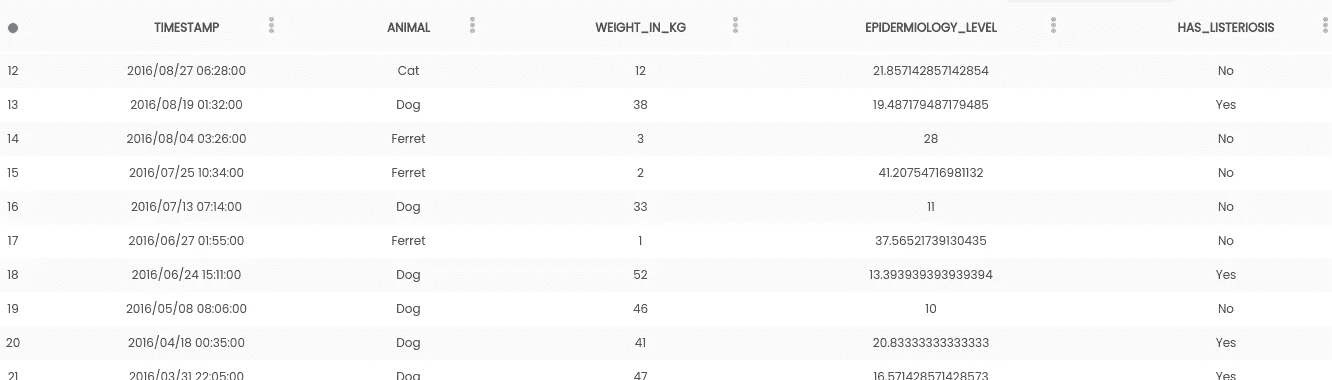 TIMESTAMP ANIMAL WEIGHT_IN_KG EPIDERMIOLOGY_LEVEL HAS_LISTERIOSIS
12 2016/08/27 06:28:00 Cat 12 21.857142857142854 No
13 2016/08/19 01:32:00 Dog 38 19.487179487179485 Yes
14 2016/08/04 03:26:00 Ferret 3 28 No
15 2016/07/25 10:34:00 Ferret 2 41.20754716981132 No
16 2016/07/13 07:14:00 Dog 33 11 No
17 2016/06/27 01:55:00 Ferret 1 37.56521739130435 No
18 2016/06/24 15:11:00 Dog 52 13.393939393939394 Yes
19 2016/05/08 08:06:00 Dog 46 10 No
20 2016/04/18 00:35:00 Dog 41 20.83333333333333 Yes
21 2016/03/31 22:05:00 Dog 47 16.571428571428573 Yes